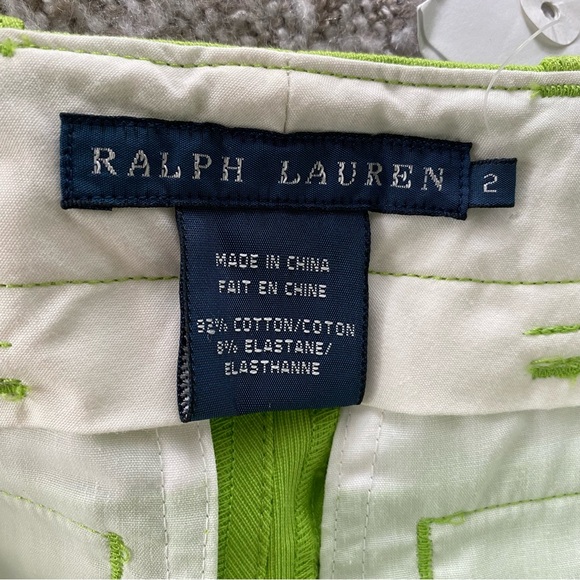 RALPH LAUREN
2
MADE IN CHINA
FAIT EN CHINE
92% COTTON/COTON
8% ELASTANE/
ELASTHANNE